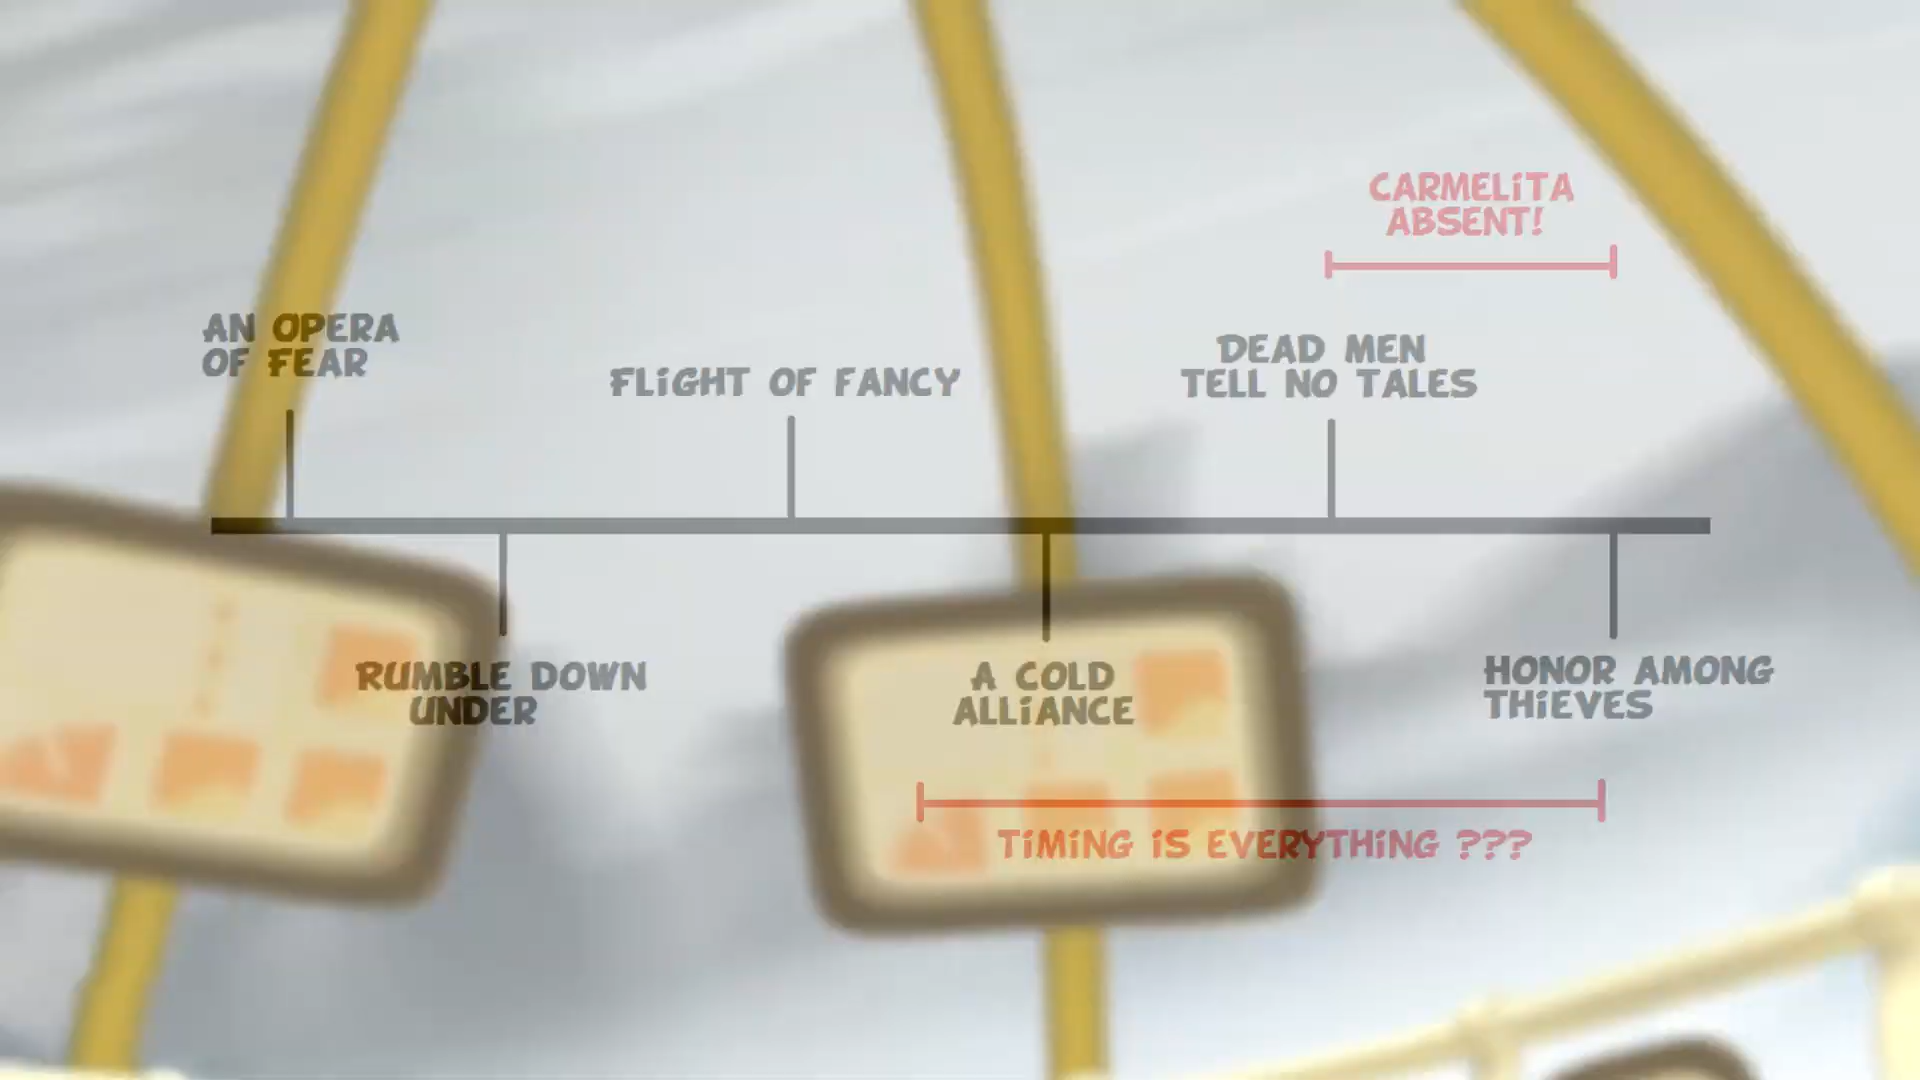 CARMELITA
ABSENT!
AN OPERA
OF FEAR
FLIGHT OF FANCY
DEAD MEN
TELL NO TALES
RUMBLE DOWN
UNDER
A COLD
ALLIANCE
HONOR AMONG
THIEVES
TIMING IS EVERYTHING ???